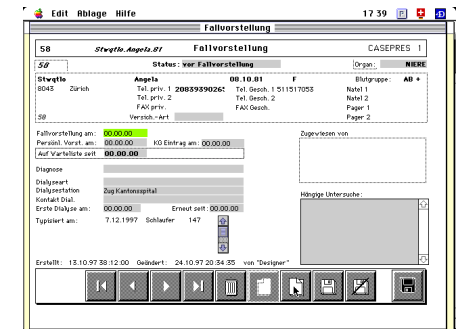 Edit Ablage Hilfe 17 39
Fallvorstellung
58 Stwqtlo.Angela.81 Fallvorstellung CASEPRES 1
58 Status: vor Fallvorstellung Organ: NIERE
Stwqtlo Angela 08.10.81 F Blutgruppe: AB +
8043 Zürich Tel. priv. 1 Tel. Gesch. 1 511517053 Natel 1
Tel. priv. 2 Tel. Gesch. 2 Natel 2
FAX priv. FAX Gesch. Pager 1
58 Versich.-Art Pager 2
Fallvorstellung am: 00.00.00 Zugewiesen von
Persönl. Vorst. am: 00.00.00 KG Eintrag am: 00.00.00
Auf Warteliste seit 00.00.00
Diagnose
Dialyseart
Dialysestation Zug Kantonsspital
Kontakt Dial. Hängige Untersuche:
Erste Dialyse am: 00.00.00 Erneut seit: 00.00.00
Typisiert am: 7.12.1997 Schlaufer 147
Erstellt: 13.10.97 38:12:00 Geändert: 24.10.97 20:34:35 von "Designer"